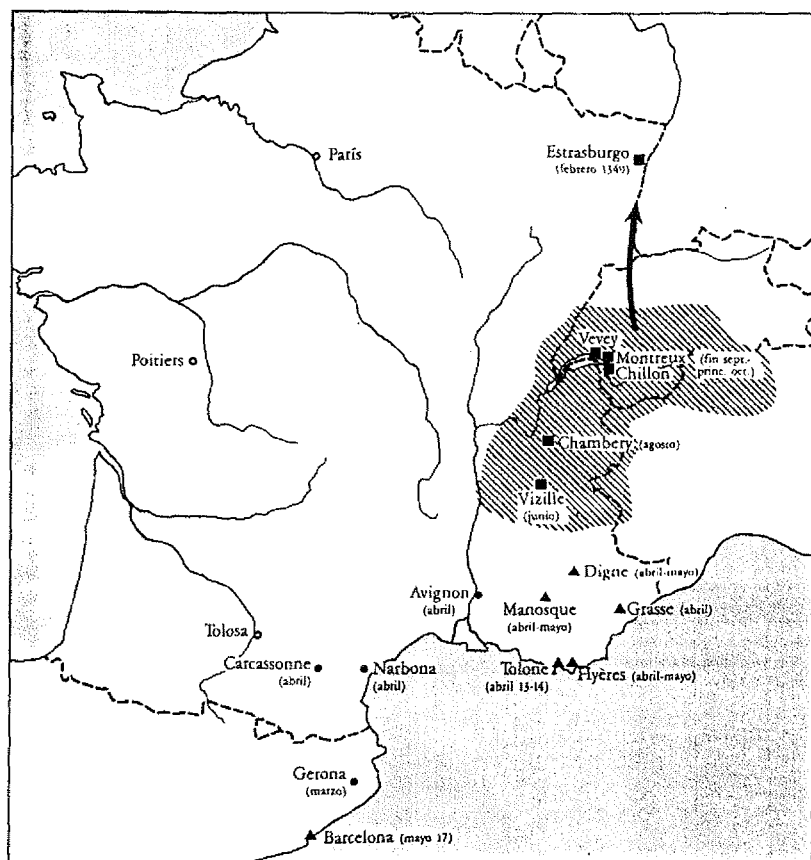 París
Estrasburgo
(febrero 1349)
Poitiers
Vevey
Montreux
Chillon
(fin sept.-
princ. oct.)
Chambery (agosto)
Vizille
(junio)
Digne (abril-mayo)
Avignon
(abril)
Manosque
(abril-mayo)
Grasse (abril)
Tolosa
Carcassonne
(abril)
Narbona
(abril)
Tolone
(abril 13-14)
Hyères (abril-mayo)
Gerona
(marzo)
Barcelona (mayo 17)